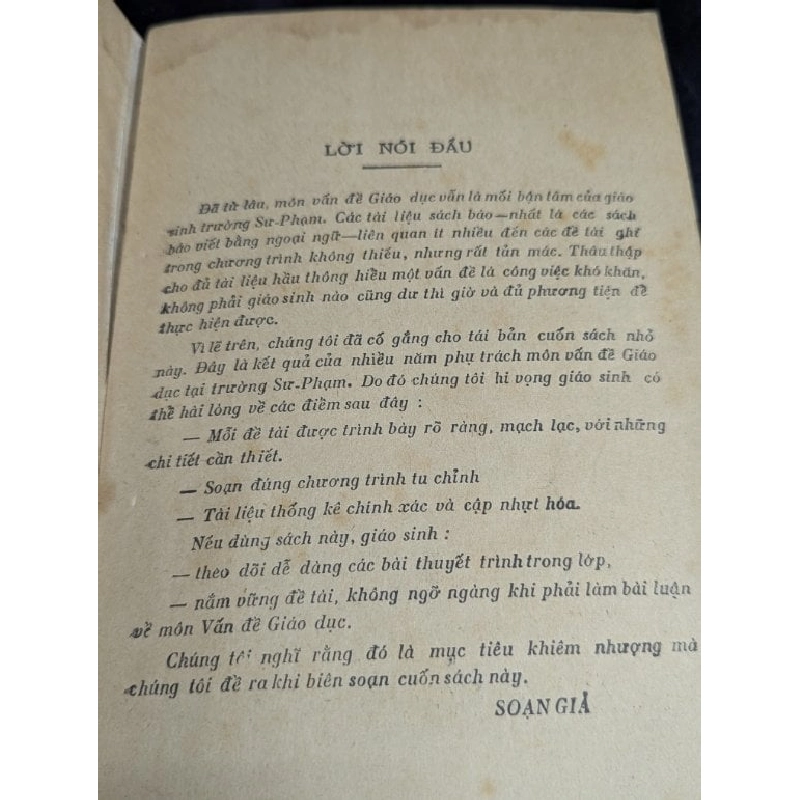 LỜI NÓI ĐẦU
Đã từ lâu, môn vấn đề Giáo dục vẫn là mối bận tâm của giáo
sinh trường Sư-Phạm. Các tài liệu sách báo—nhất là các sách
báo viết bằng ngoại ngữ—liên quan ít nhiều đến các đề tài ghi
trong chương trình không thiếu, nhưng rất tản mác. Thâu thập
cho đủ tài liệu hầu thông hiểu một vấn đề là công việc khó khăn,
không phải giáo sinh nào cũng dư thì giờ và đủ phương tiện để
thực hiện được.
Vì lẽ trên, chúng tôi đã cố gắng cho tái bản cuốn sách nhỏ
này. Đây là kết quả của nhiều năm phụ trách môn vấn đề Giáo
dục tại trường Sư-Phạm. Do đó chúng tôi hi vọng giáo sinh có
thể hài lòng về các điểm sau đây :
— Mỗi đề tài được trình bày rõ ràng, mạch lạc, với những
chi tiết cần thiết.
— Soạn đúng chương trình tu chỉnh
— Tài liệu thống kê chính xác và cập nhựt hóa.
Nếu dùng sách này, giáo sinh :
— theo dõi dễ dàng các bài thuyết trình trong lớp,
— nắm vững đề tài, không ngỡ ngàng khi phải làm bài luận
về môn Vấn đề Giáo dục.
Chúng tôi nghĩ rằng đó là mục tiêu khiêm nhượng mà
chúng tôi đề ra khi biên soạn cuốn sách này.
SOẠN GIẢ